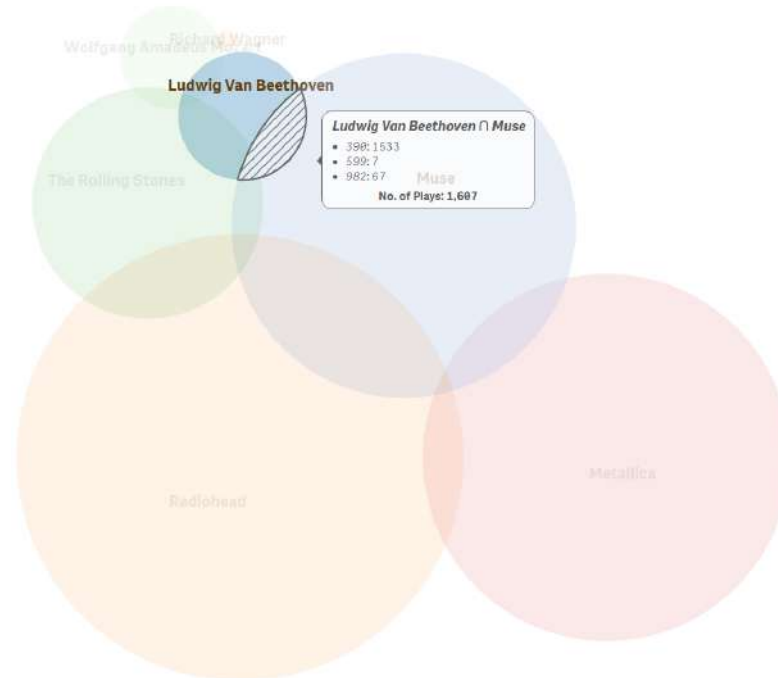 Richard Wagner
Wolfgang Amadeus Mozart
Ludwig Van Beethoven
Ludwig Van Beethoven ∩ Muse
• 390: 1533
• 599: 7
• 982: 67
No. of Plays: 1,607
Muse
The Rolling Stones
Metallica
Radiohead